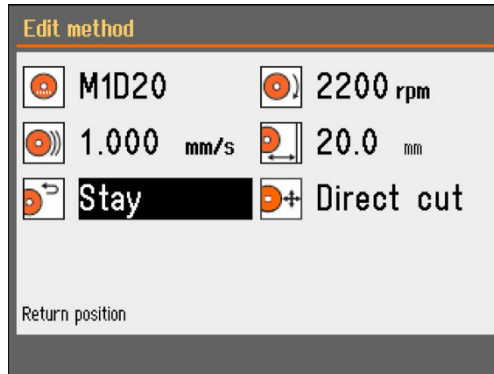 Edit method
M1D20 2200 rpm
1.000 mm/s 20.0 mm
Stay Direct cut
Return position